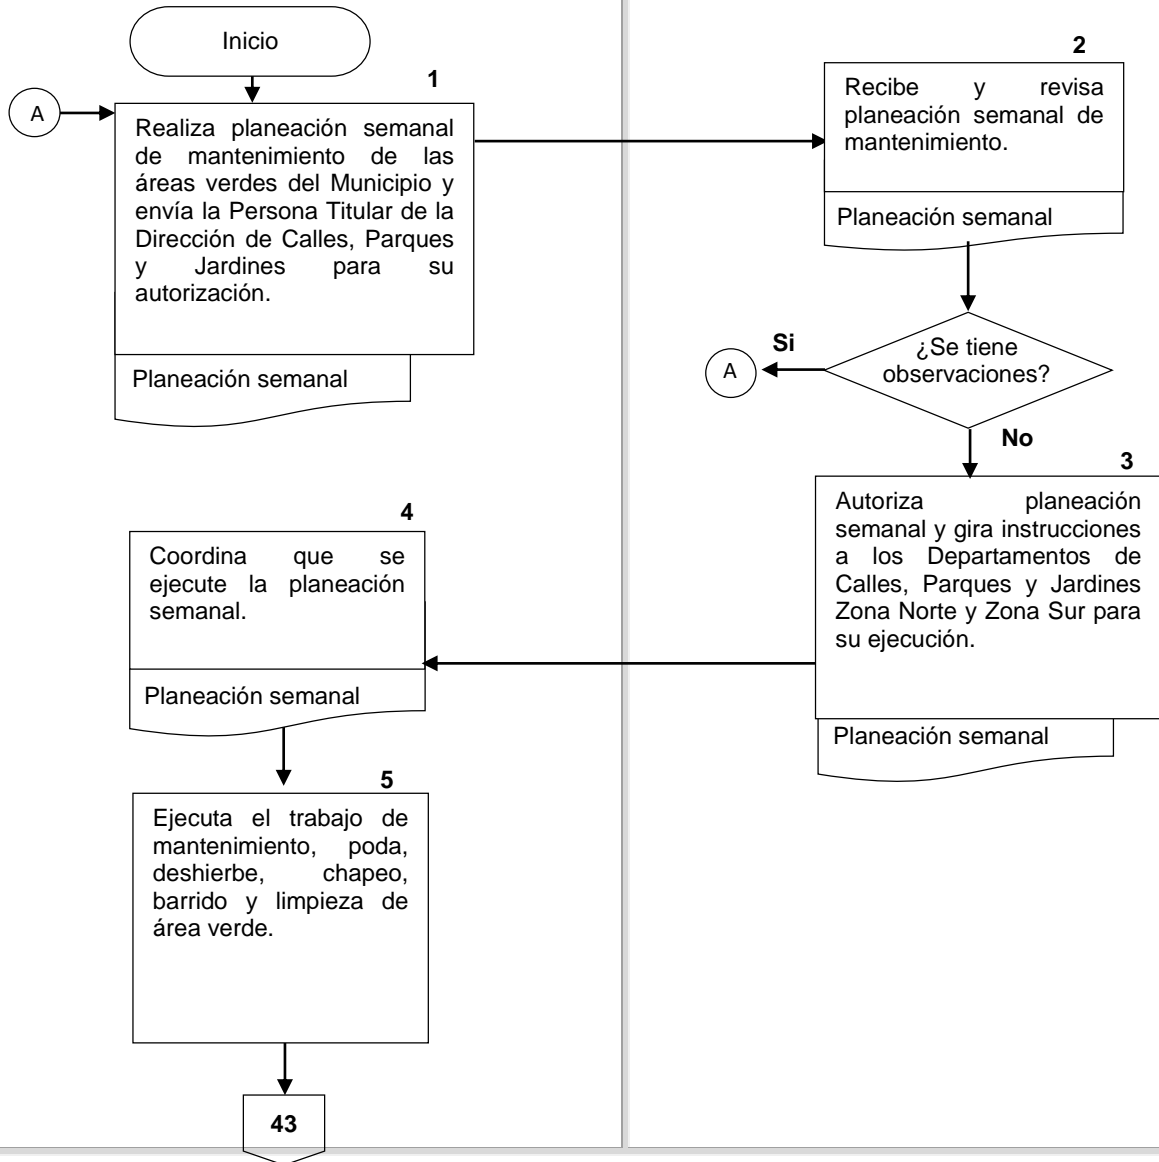 Inicio
A
1
Realiza planeación semanal
de mantenimiento de las
áreas verdes del Municipio y
envía la Persona Titular de la
Dirección de Calles, Parques
y Jardines para su
autorización.
Planeación semanal
2
Recibe y revisa
planeación semanal de
mantenimiento.
Planeación semanal
¿Se tiene
observaciones?
Si
A
No
3
Autoriza planeación
semanal y gira instrucciones
a los Departamentos de
Calles, Parques y Jardines
Zona Norte y Zona Sur para
su ejecución.
Planeación semanal
4
Coordina que se
ejecute la planeación
semanal.
Planeación semanal
5
Ejecuta el trabajo de
mantenimiento, poda,
deshierbe, chapeo,
barrido y limpieza de
área verde.
43